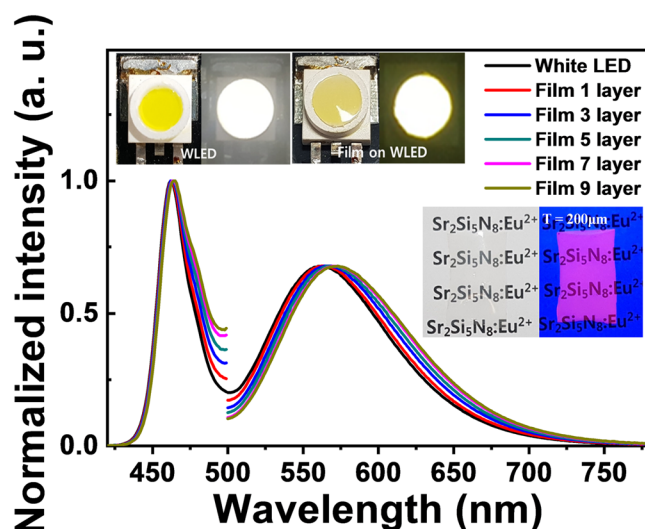 Normalized intensity (a. u.)
WLED
Film on WLED
White LED
Film 1 layer
Film 3 layer
Film 5 layer
Film 7 layer
Film 9 layer
1.0
0.5
0.0
Sr₂Si₅N₈:Eu²⁺
Sr₂Si₅N₈:Eu²⁺
Sr₂Si₅N₈:Eu²⁺
Sr₂Si₅N₈:Eu²⁺
T = 200μm
Sr₂Si₅N₈:Eu²⁺
Sr₂Si₅N₈:Eu²⁺
Sr₂Si₅N₈:Eu²⁺
Sr₂Si₅N₈:Eu²⁺
450 500 550 600 650 700 750
Wavelength (nm)